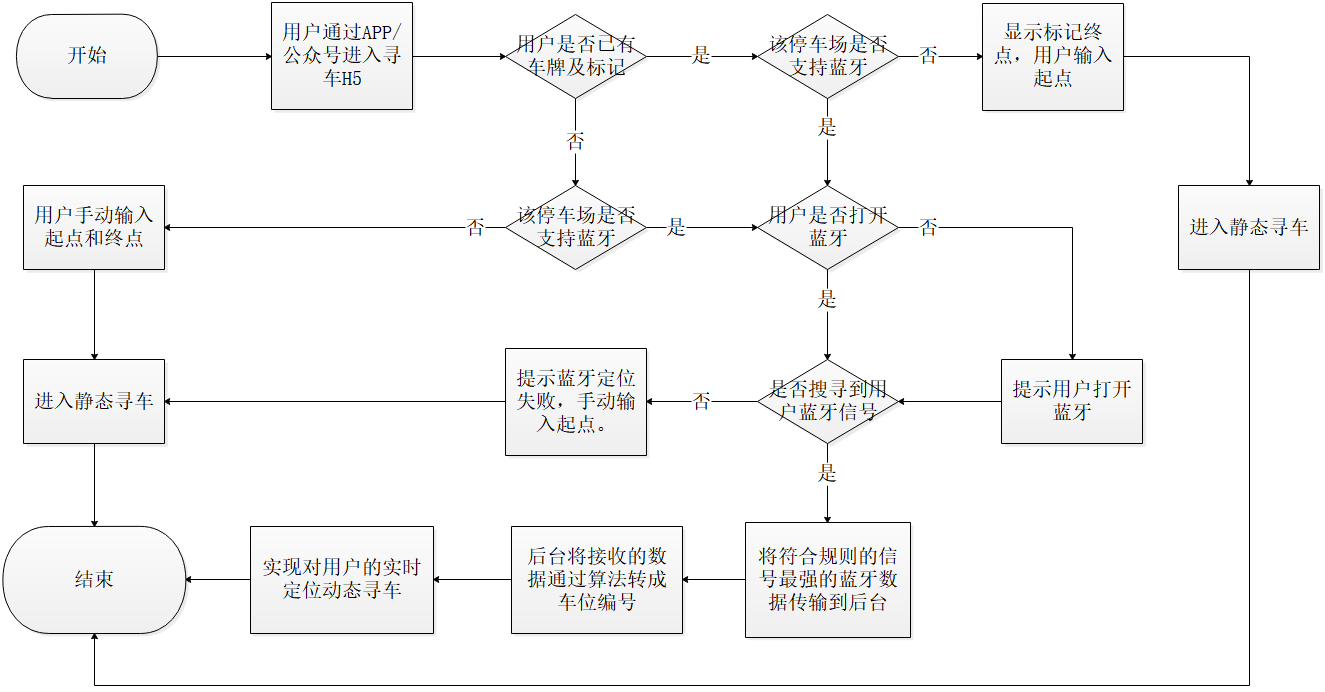 开始
用户通过APP/
公众号进入寻
车H5
用户是否已有
车牌及标记
是
该停车场是否
支持蓝牙
否
显示标记终
点，用户输入
起点
否
是
用户手动输入
起点和终点
否
该停车场是否
支持蓝牙
是
用户是否打开
蓝牙
否
进入静态寻车
是
进入静态寻车
提示蓝牙定位
失败，手动输
入起点。
否
是否搜寻到用
户蓝牙信号
提示用户打开
蓝牙
是
结束
实现对用户的实时
定位动态寻车
后台将接收的数
据通过算法转成
车位编号
将符合规则的信
号最强的蓝牙数
据传输到后台